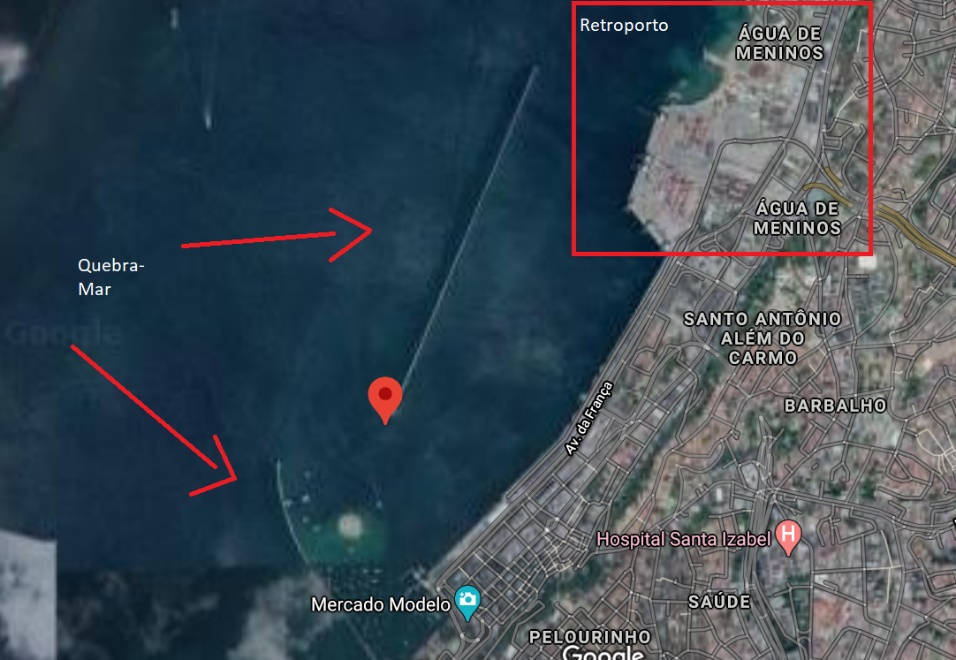 Retroporto
ÁGUA DE
MENINOS
ÁGUA DE
MENINOS
Quebra-
Mar
Google
SANTO ANTÔNIO
ALÉM DO
CARMO
BARBALHO
Av. da França
Hospital Santa Izabel
H
Mercado Modelo
SAÚDE
PELOURINHO
Google